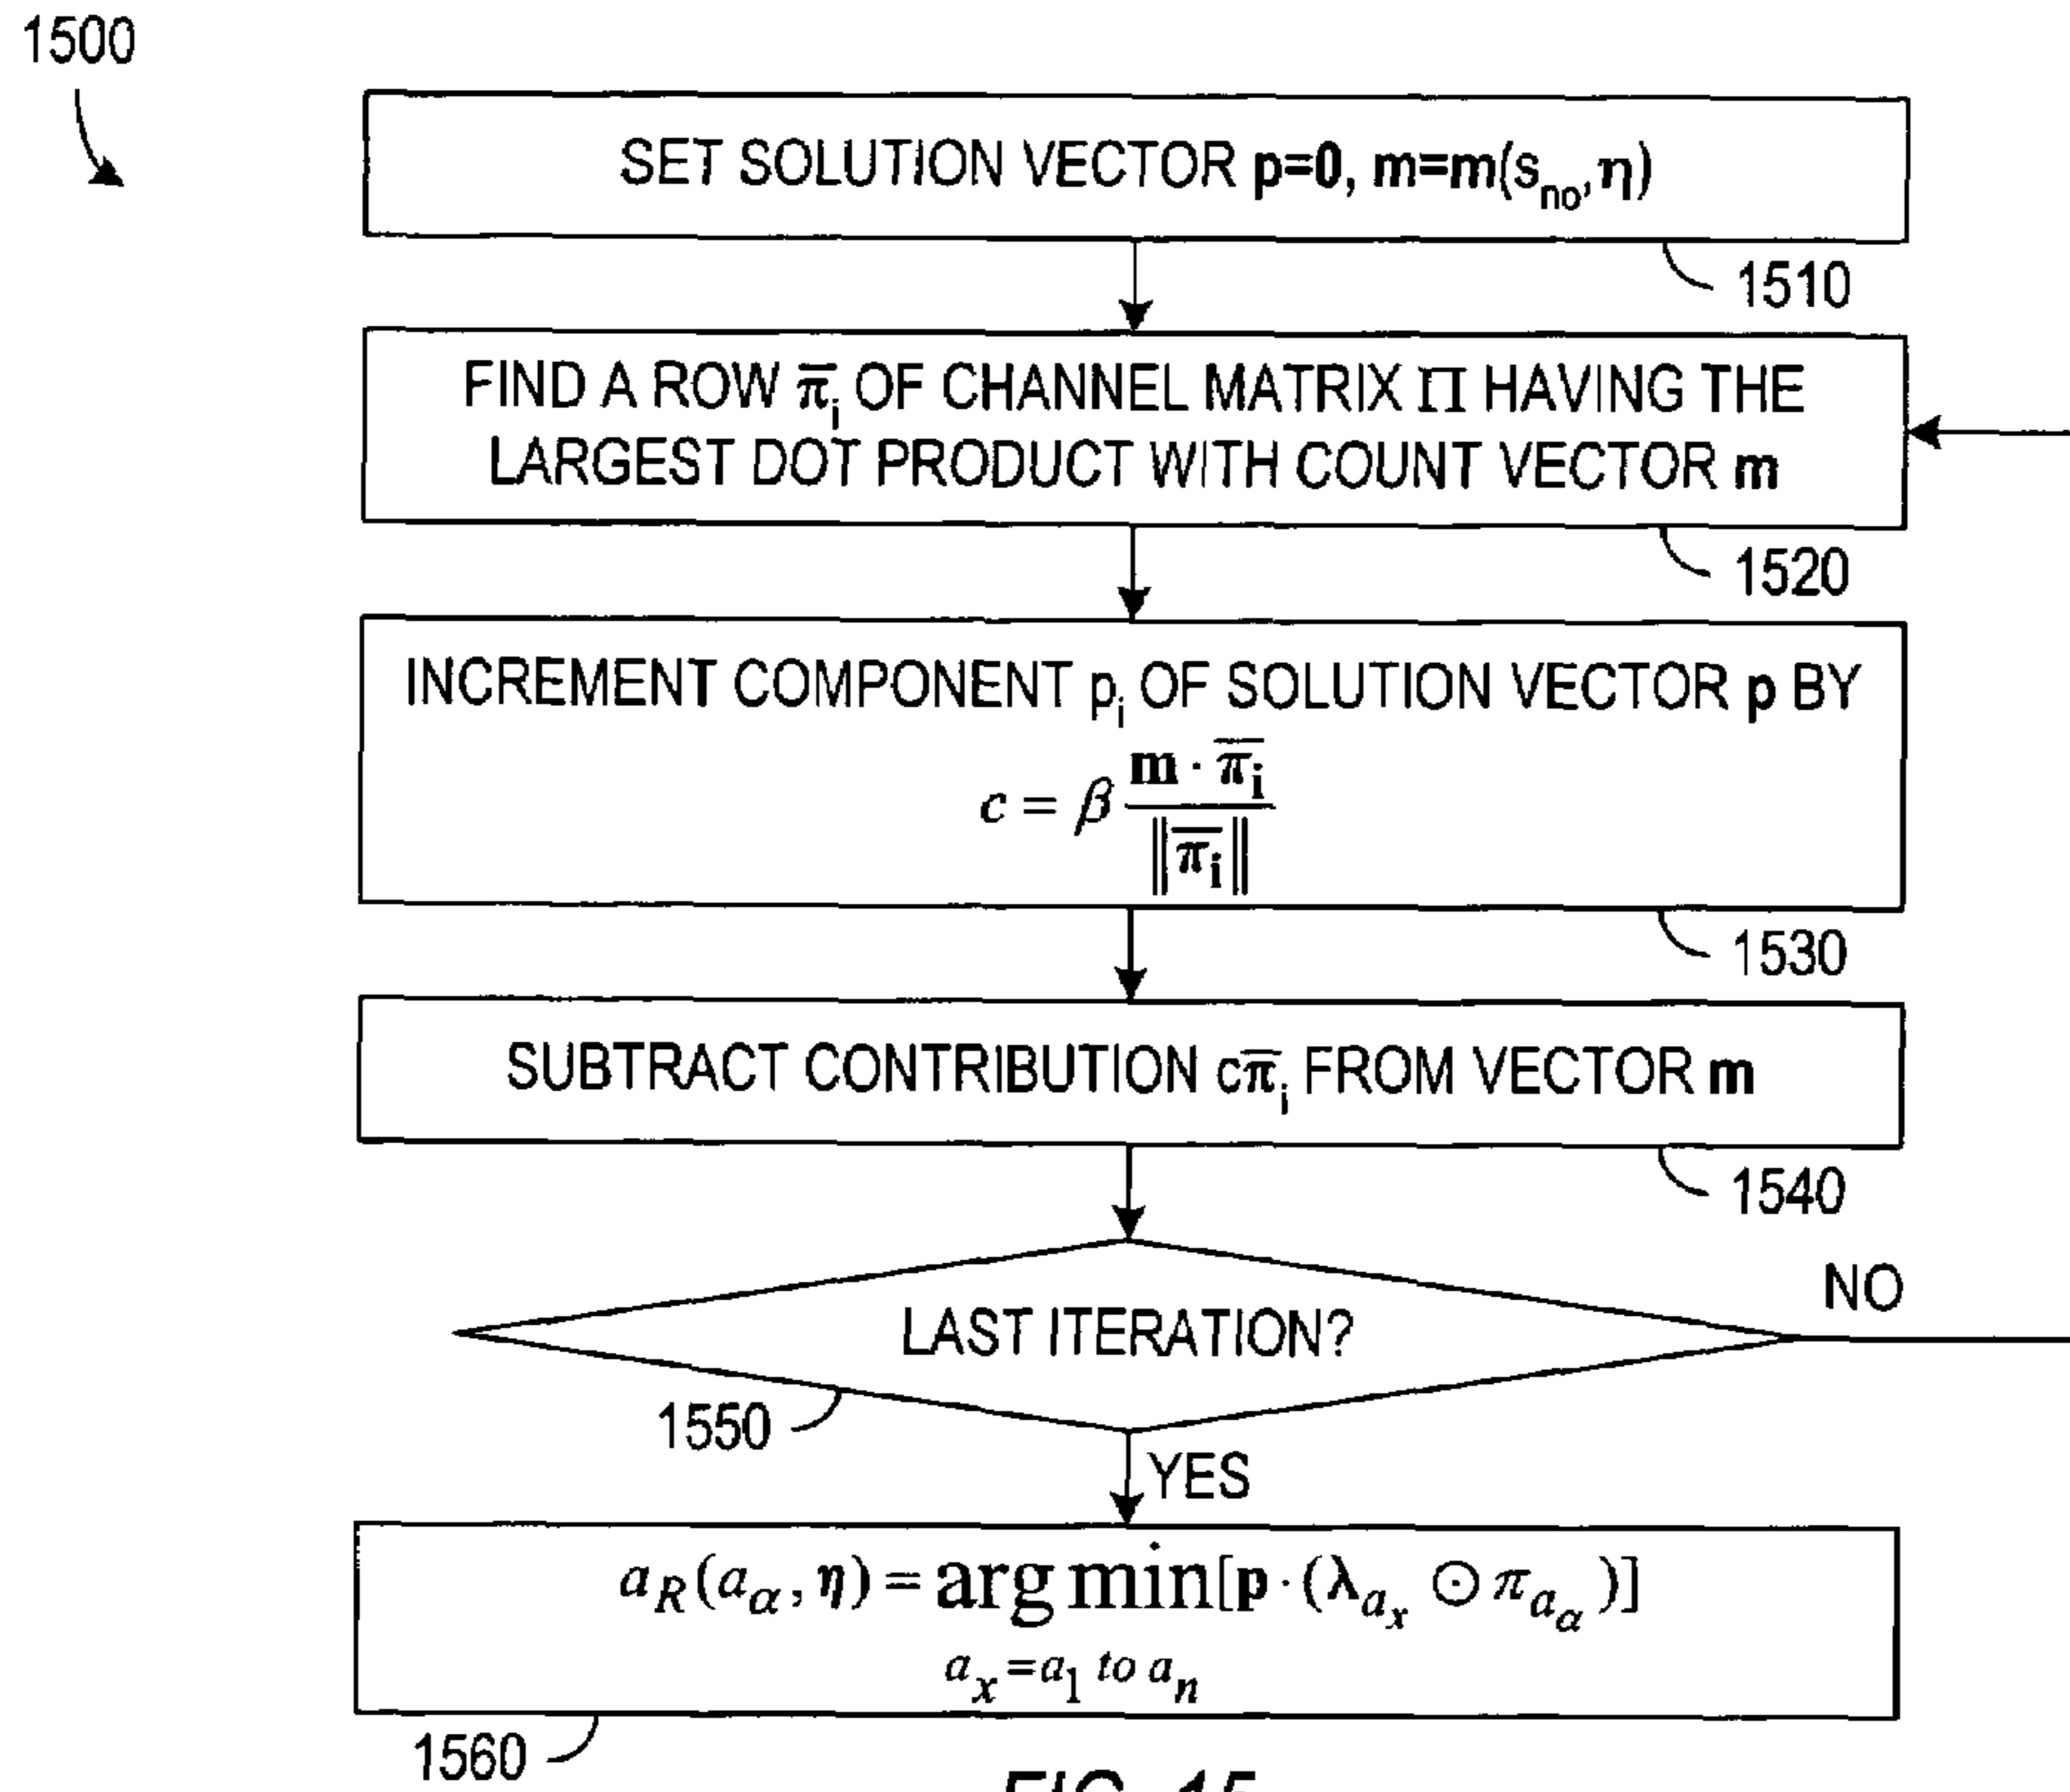 1500
SET SOLUTION VECTOR p=0, m=m(s_no, η)
1510
FIND A ROW π̅_i OF CHANNEL MATRIX Π HAVING THE
LARGEST DOT PRODUCT WITH COUNT VECTOR m
1520
INCREMENT COMPONENT p_i OF SOLUTION VECTOR p BY
c = β (m · π̅_i) / ‖π̅_i‖
1530
SUBTRACT CONTRIBUTION cπ̅_i FROM VECTOR m
1540
NO
LAST ITERATION?
1550
YES
a_R(a_α, η) = arg min[p · (λ_{a_x} ⊙ π_{a_α})]
a_x = a_1 to a_n
1560
FIG. 15